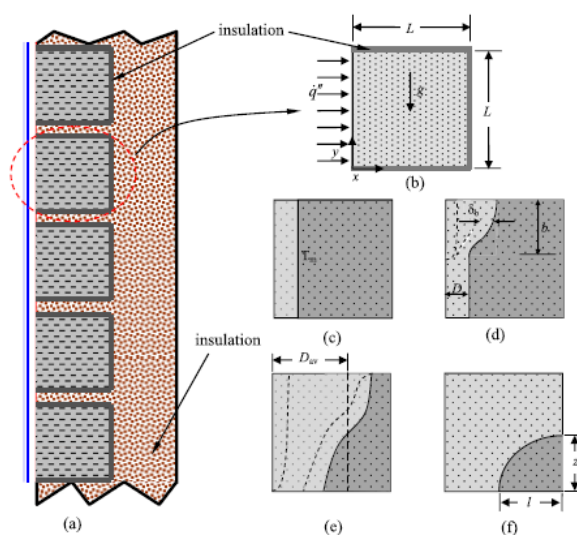 insulation
L
q̇"
g
L
y
x
(b)
T_m
δ_b
b
D
(c)
(d)
insulation
D_av
z
l
(a)
(e)
(f)